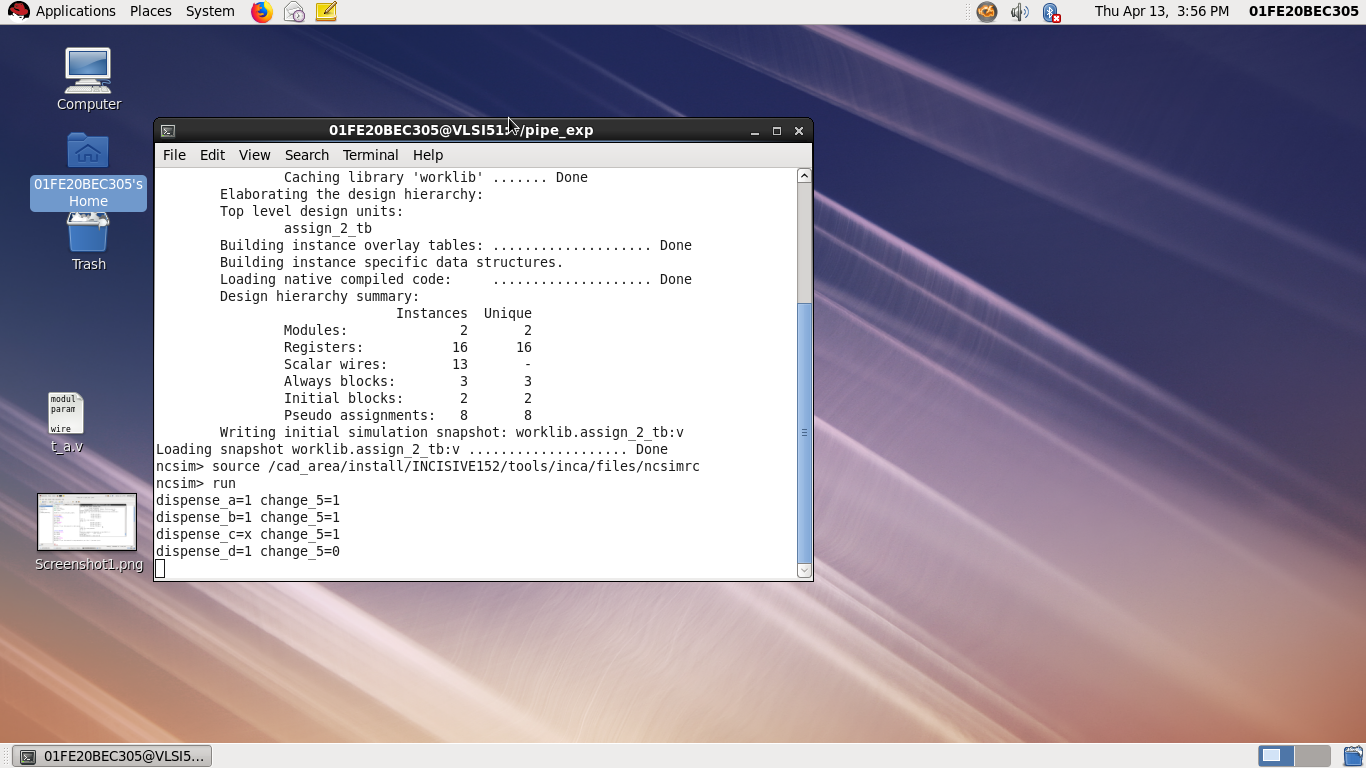 Applications Places System
Thu Apr 13, 3:56 PM 01FE20BEC305
Computer
01FE20BEC305's
Home
Trash
modul
param
wire
t_a.v
Screenshot1.png
01FE20BEC305@VLSI51:~/pipe_exp
File Edit View Search Terminal Help
Caching library 'worklib' ....... Done
Elaborating the design hierarchy:
Top level design units:
assign_2_tb
Building instance overlay tables: .................... Done
Building instance specific data structures.
Loading native compiled code: .................... Done
Design hierarchy summary:
Instances Unique
Modules: 2 2
Registers: 16 16
Scalar wires: 13 -
Always blocks: 3 3
Initial blocks: 2 2
Pseudo assignments: 8 8
Writing initial simulation snapshot: worklib.assign_2_tb:v
Loading snapshot worklib.assign_2_tb:v .................... Done
ncsim> source /cad_area/install/INCISIVE152/tools/inca/files/ncsimrc
ncsim> run
dispense_a=1 change_5=1
dispense_b=1 change_5=1
dispense_c=x change_5=1
dispense_d=1 change_5=0
01FE20BEC305@VLSI5...